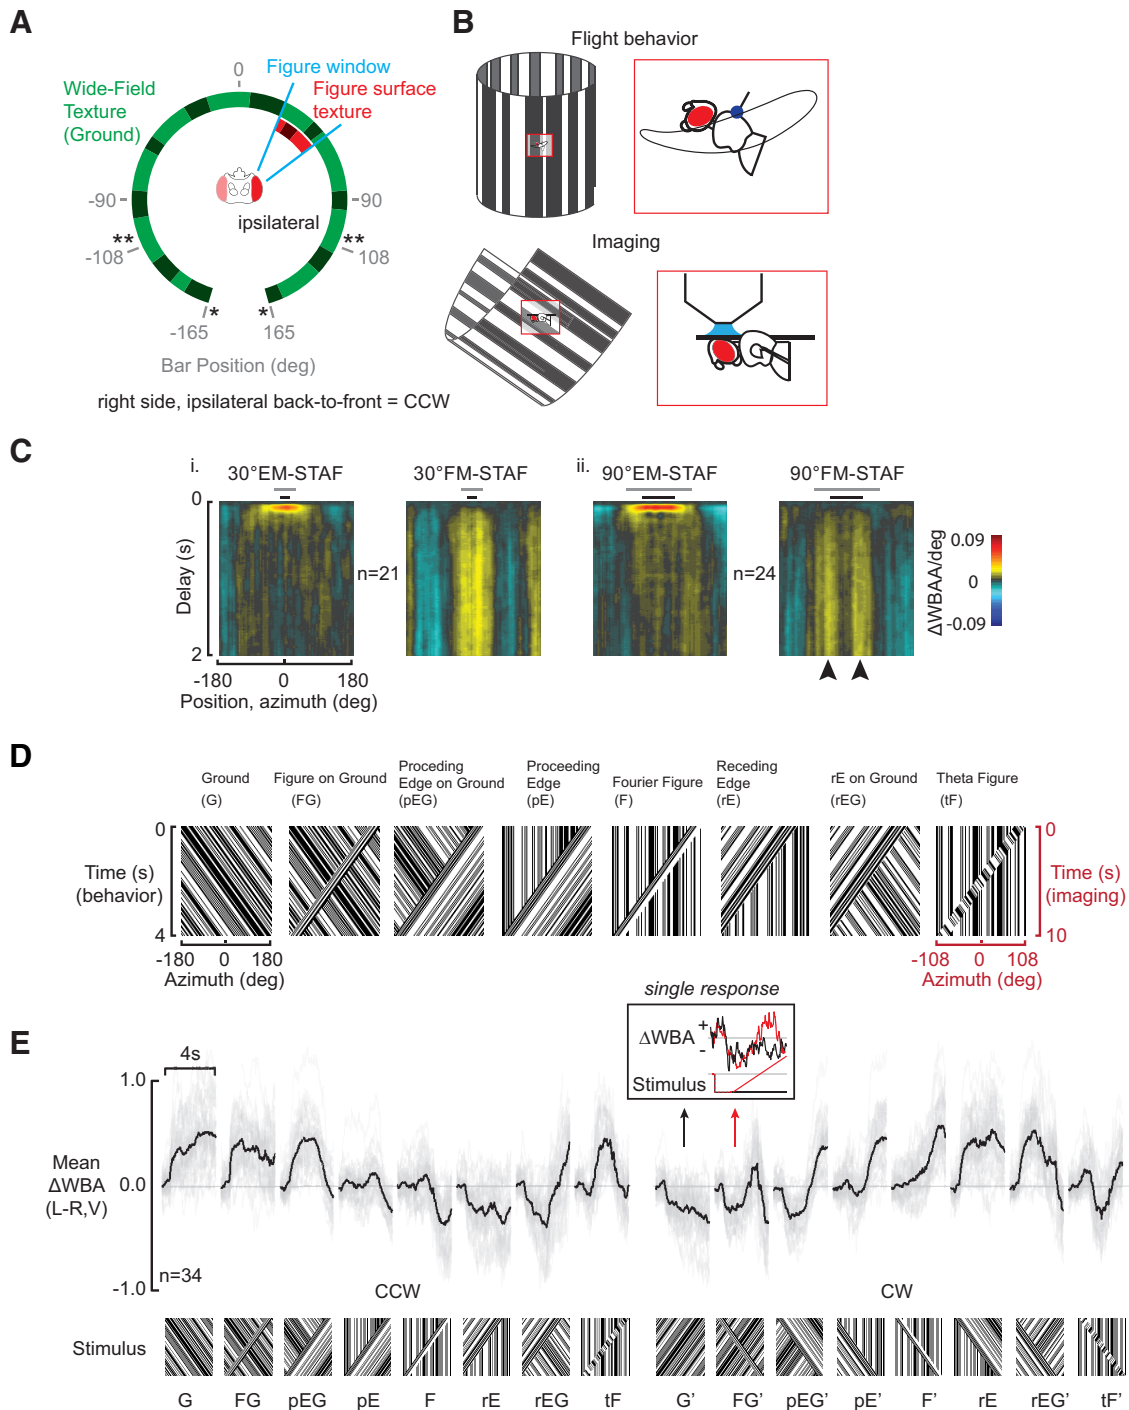 A
0
Figure window
Wide-Field
Texture
(Ground)
Figure surface
texture
-90
90
ipsilateral
**
-108
**
108
*
-165
*
165
Bar Position (deg)
right side, ipsilateral back-to-front = CCW
B
Flight behavior
Imaging
C
i.
30°EM-STAF
30°FM-STAF
ii.
90°EM-STAF
90°FM-STAF
0
Delay (s)
2
n=21
n=24
ΔWBAA/deg
0.09
0
-0.09
-180
0
180
Position, azimuth (deg)
D
Ground
(G)
Figure on Ground
(FG)
Proceding
Edge on Ground
(pEG)
Proceeding
Edge
(pE)
Fourier Figure
(F)
Receding
Edge
(rE)
rE on Ground
(rEG)
Theta Figure
(tF)
0
Time (s)
(behavior)
4
0
Time (s)
(imaging)
10
-180
0
180
Azimuth (deg)
-108
0
108
Azimuth (deg)
single response
ΔWBA
+
-
Stimulus
E
4s
1.0
Mean
ΔWBA
(L-R,V)
0.0
-1.0
n=34
CCW
CW
Stimulus
G
FG
pEG
pE
F
rE
rEG
tF
G'
FG'
pEG'
pE'
F'
rE
rEG'
tF'